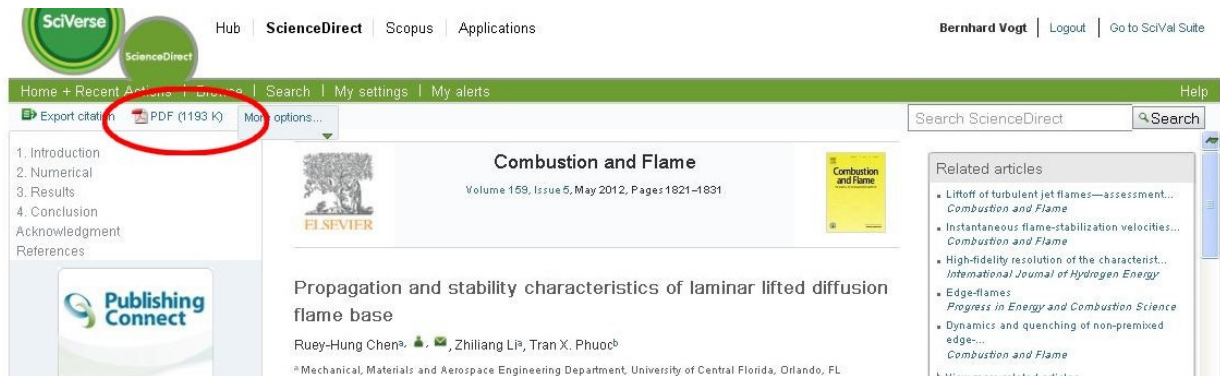 SciVerse
ScienceDirect
Hub | ScienceDirect | Scopus | Applications
Bernhard Vogt | Logout | Go to SciVal Suite
Home + Recent Actions | Browse | Search | My settings | My alerts
Help
Export citation PDF (1193 K) More options...
Search ScienceDirect Search
1. Introduction
2. Numerical
3. Results
4. Conclusion
Acknowledgment
References
Publishing
Connect
ELSEVIER
Combustion and Flame
Volume 159, Issue 5, May 2012, Pages 1821–1831
Combustion
and Flame
Propagation and stability characteristics of laminar lifted diffusion
flame base
Ruey-Hung Chenᵃ, , Zhiliang Liᵃ, Tran X. Phuocᵇ
ᵃ Mechanical, Materials and Aerospace Engineering Department, University of Central Florida, Orlando, FL
Related articles
Liftoff of turbulent jet flames—assessment...
Combustion and Flame
Instantaneous flame-stabilization velocities...
Combustion and Flame
High-fidelity resolution of the characterist...
International Journal of Hydrogen Energy
Edge-flames
Progress in Energy and Combustion Science
Dynamics and quenching of non-premixed
edge-...
Combustion and Flame